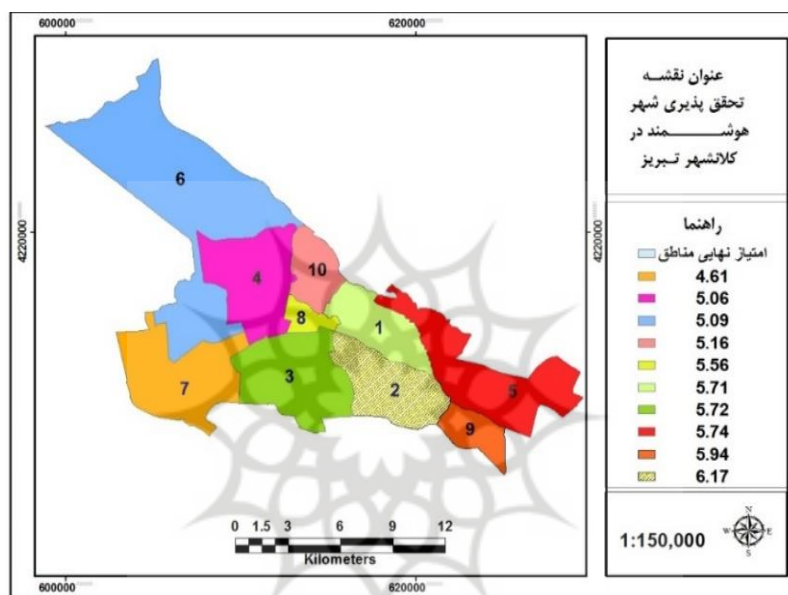 600000
620000
عنوان نقشـــه
تحقق پذیری شهر
هوشـــــــمند در
کلانشهر تـبریز
6
4220000
4220000
راهنما
امتیاز نهایی مناطق
4
10
4.61
5.06
8
1
5.09
5.16
7
3
2
5
5.56
5.71
9
5.72
5.74
5.94
6.17
0 1.5 3 6 9 12
Kilometers
1:150,000
N
W E
S
600000
620000